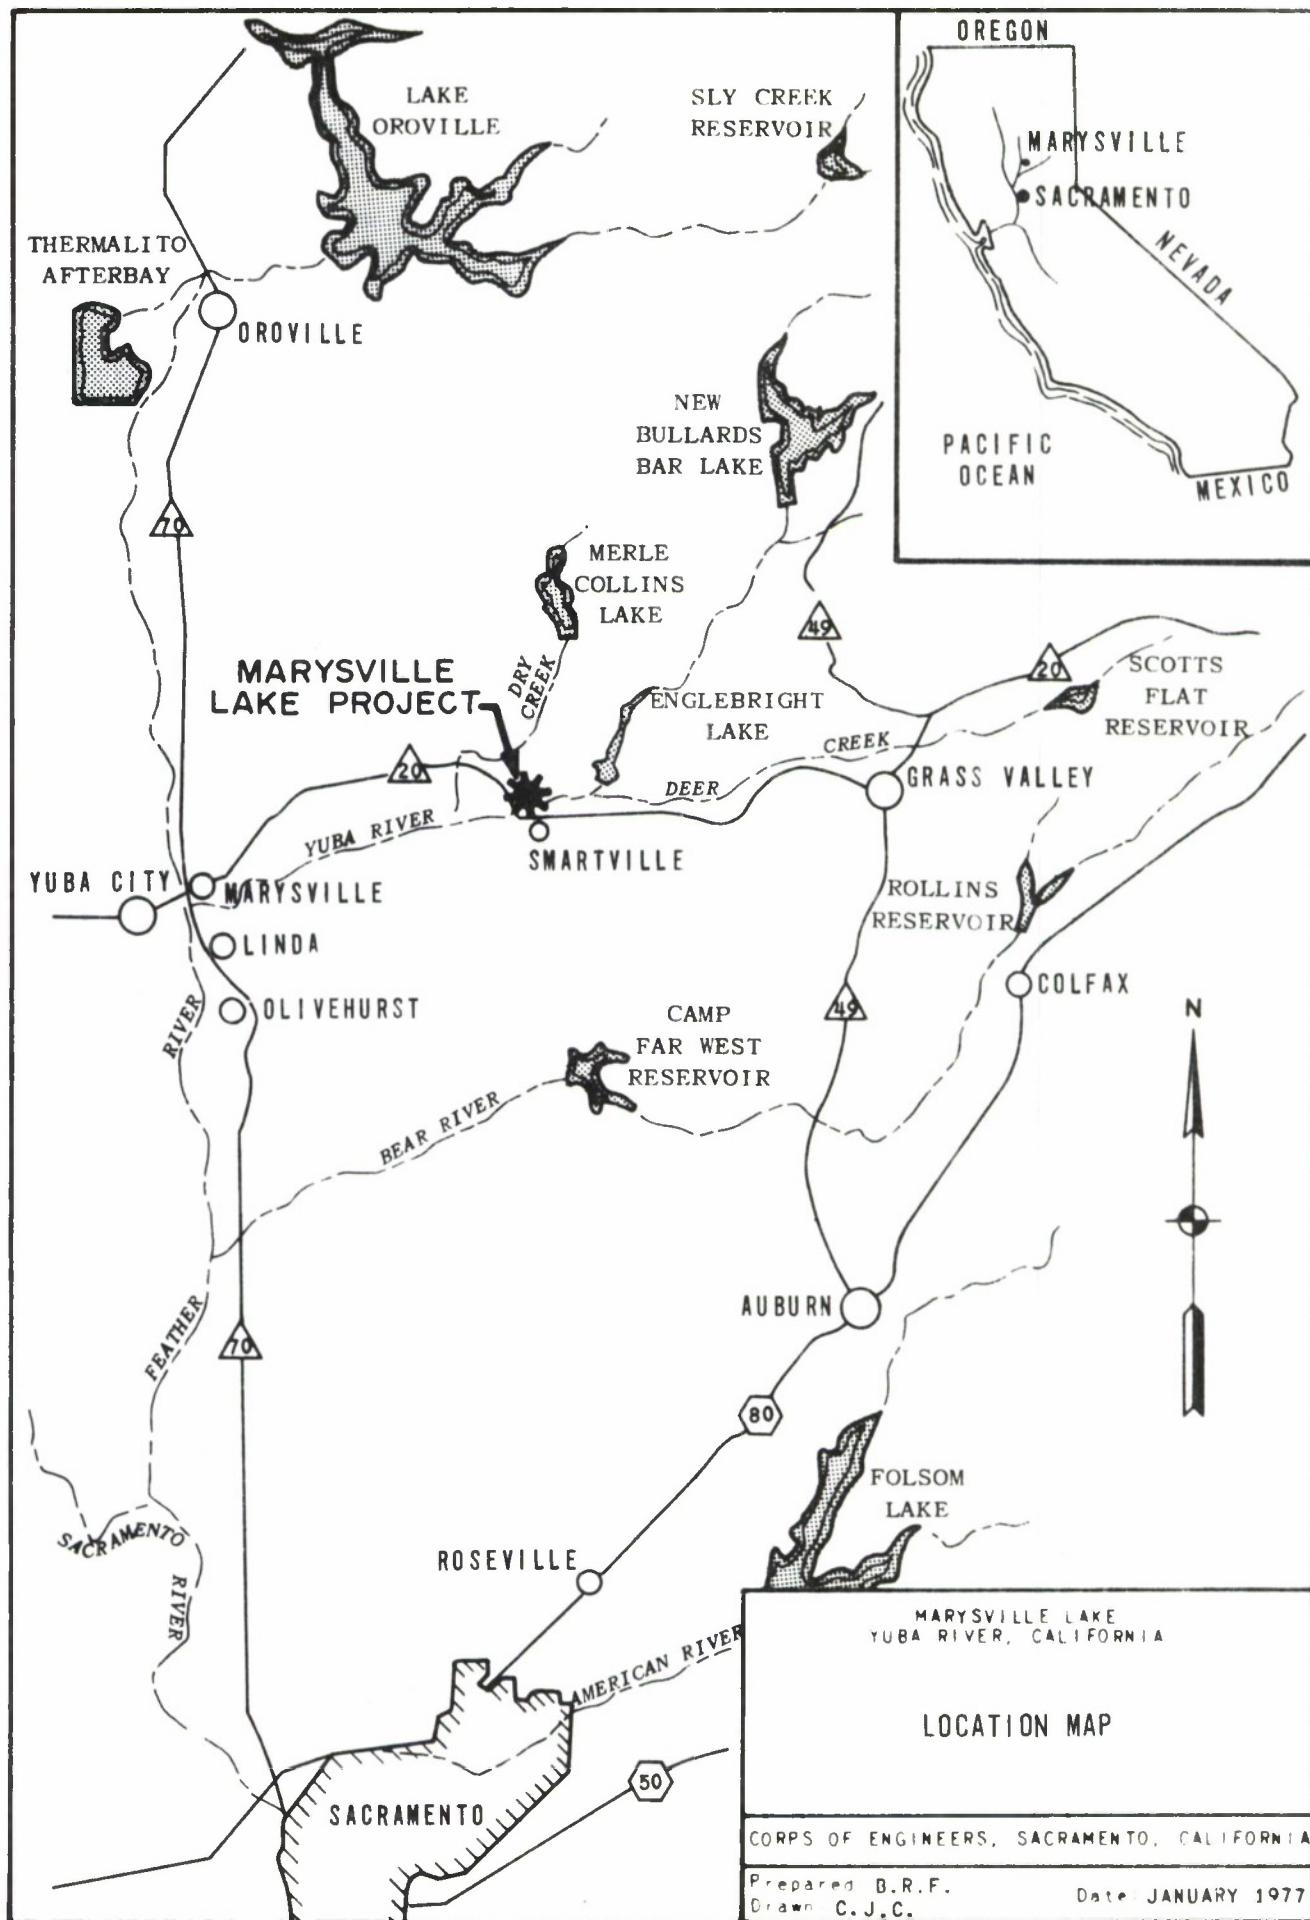 OREGON
MARYSVILLE
SACRAMENTO
NEVADA
PACIFIC
OCEAN
MEXICO
LAKE
OROVILLE
SLY CREEK
RESERVOIR
THERMALITO
AFTERBAY
OROVILLE
NEW
BULLARDS
BAR LAKE
70
MERLE
COLLINS
LAKE
49
20
SCOTTS
FLAT
RESERVOIR
MARYSVILLE
LAKE PROJECT
DRY
CREEK
ENGLEBRIGHT
LAKE
20
DEER
CREEK
GRASS VALLEY
YUBA RIVER
SMARTVILLE
YUBA CITY
MARYSVILLE
LINDA
OLIVEHURST
ROLLINS
RESERVOIR
COLFAX
49
N
CAMP
FAR WEST
RESERVOIR
BEAR RIVER
FEATHER
RIVER
70
AUBURN
80
FOLSOM
LAKE
SACRAMENTO
RIVER
ROSEVILLE
AMERICAN RIVER
SACRAMENTO
50
MARYSVILLE LAKE
YUBA RIVER, CALIFORNIA
LOCATION MAP
CORPS OF ENGINEERS, SACRAMENTO, CALIFORNIA
Prepared B.R.F.
Drawn C.J.C.
Date: JANUARY 1977